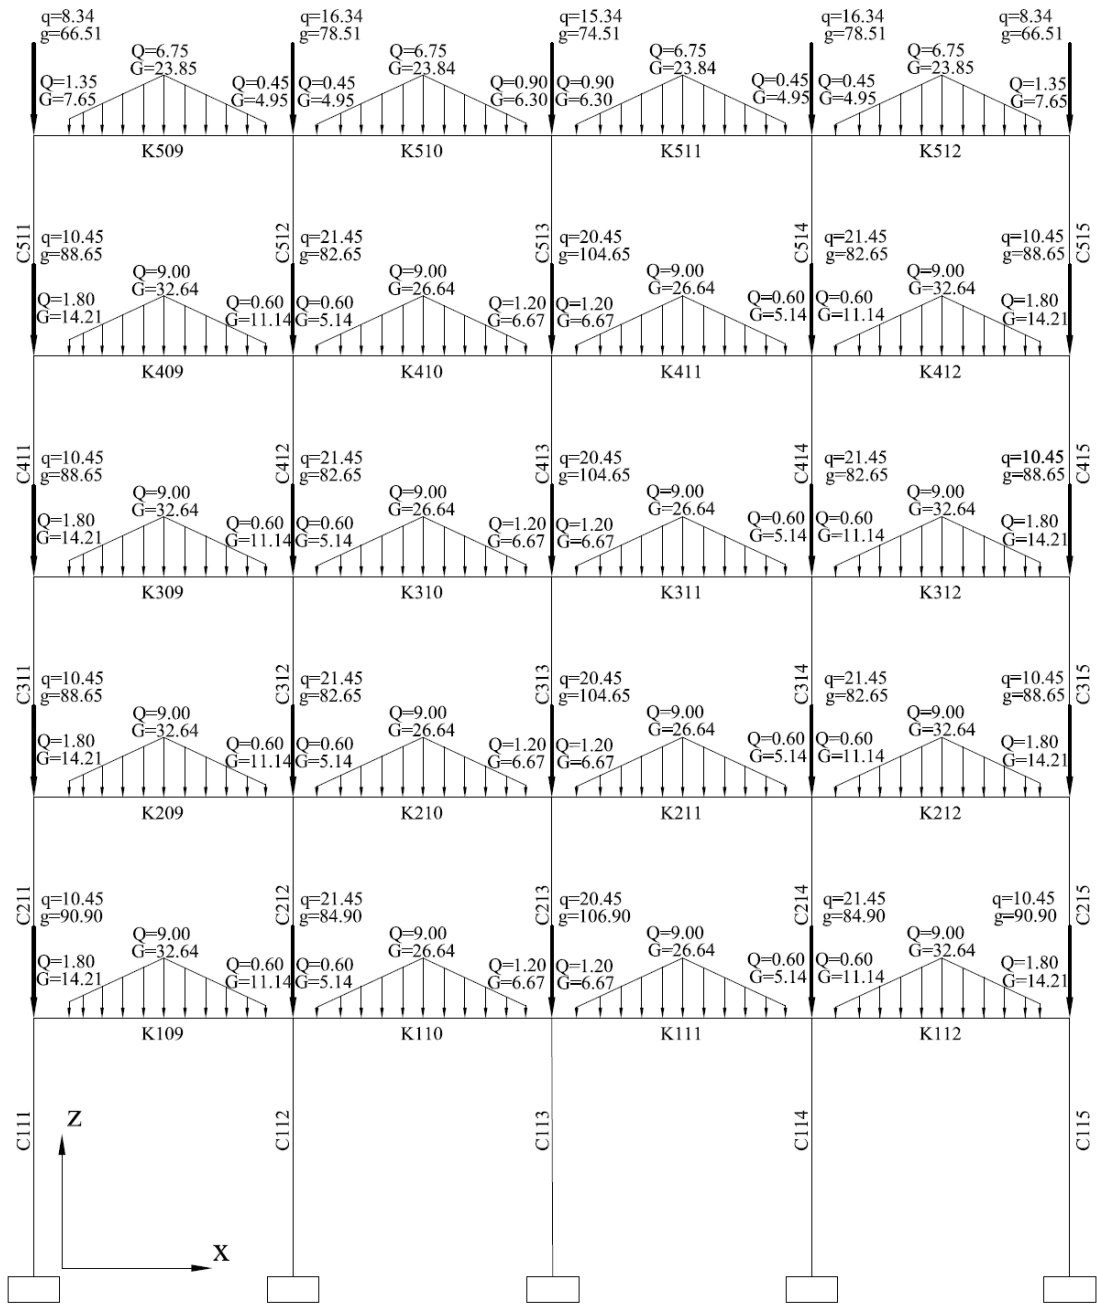 q=8.34
g=66.51
q=16.34
g=78.51
q=15.34
g=74.51
q=16.34
g=78.51
q=8.34
g=66.51
Q=6.75
G=23.85
Q=6.75
G=23.84
Q=6.75
G=23.84
Q=6.75
G=23.85
Q=1.35
G=7.65
Q=0.45
G=4.95
Q=0.45
G=4.95
Q=0.90
G=6.30
Q=0.90
G=6.30
Q=0.45
G=4.95
Q=0.45
G=4.95
Q=1.35
G=7.65
K509
K510
K511
K512
C511
C512
C513
C514
C515
q=10.45
g=88.65
q=21.45
g=82.65
q=20.45
g=104.65
q=21.45
g=82.65
q=10.45
g=88.65
Q=9.00
G=32.64
Q=9.00
G=26.64
Q=9.00
G=26.64
Q=9.00
G=32.64
Q=1.80
G=14.21
Q=0.60
G=11.14
Q=0.60
G=5.14
Q=1.20
G=6.67
Q=1.20
G=6.67
Q=0.60
G=5.14
Q=0.60
G=11.14
Q=1.80
G=14.21
K409
K410
K411
K412
C411
C412
C413
C414
C415
q=10.45
g=88.65
q=21.45
g=82.65
q=20.45
g=104.65
q=21.45
g=82.65
q=10.45
g=88.65
Q=9.00
G=32.64
Q=9.00
G=26.64
Q=9.00
G=26.64
Q=9.00
G=32.64
Q=1.80
G=14.21
Q=0.60
G=11.14
Q=0.60
G=5.14
Q=1.20
G=6.67
Q=1.20
G=6.67
Q=0.60
G=5.14
Q=0.60
G=11.14
Q=1.80
G=14.21
K309
K310
K311
K312
C311
C312
C313
C314
C315
q=10.45
g=88.65
q=21.45
g=82.65
q=20.45
g=104.65
q=21.45
g=82.65
q=10.45
g=88.65
Q=9.00
G=32.64
Q=9.00
G=26.64
Q=9.00
G=26.64
Q=9.00
G=32.64
Q=1.80
G=14.21
Q=0.60
G=11.14
Q=0.60
G=5.14
Q=1.20
G=6.67
Q=1.20
G=6.67
Q=0.60
G=5.14
Q=0.60
G=11.14
Q=1.80
G=14.21
K209
K210
K211
K212
C211
C212
C213
C214
C215
q=10.45
g=90.90
q=21.45
g=84.90
q=20.45
g=106.90
q=21.45
g=84.90
q=10.45
g=90.90
Q=9.00
G=32.64
Q=9.00
G=26.64
Q=9.00
G=26.64
Q=9.00
G=32.64
Q=1.80
G=14.21
Q=0.60
G=11.14
Q=0.60
G=5.14
Q=1.20
G=6.67
Q=1.20
G=6.67
Q=0.60
G=5.14
Q=0.60
G=11.14
Q=1.80
G=14.21
K109
K110
K111
K112
C111
C112
C113
C114
C115
Z
X